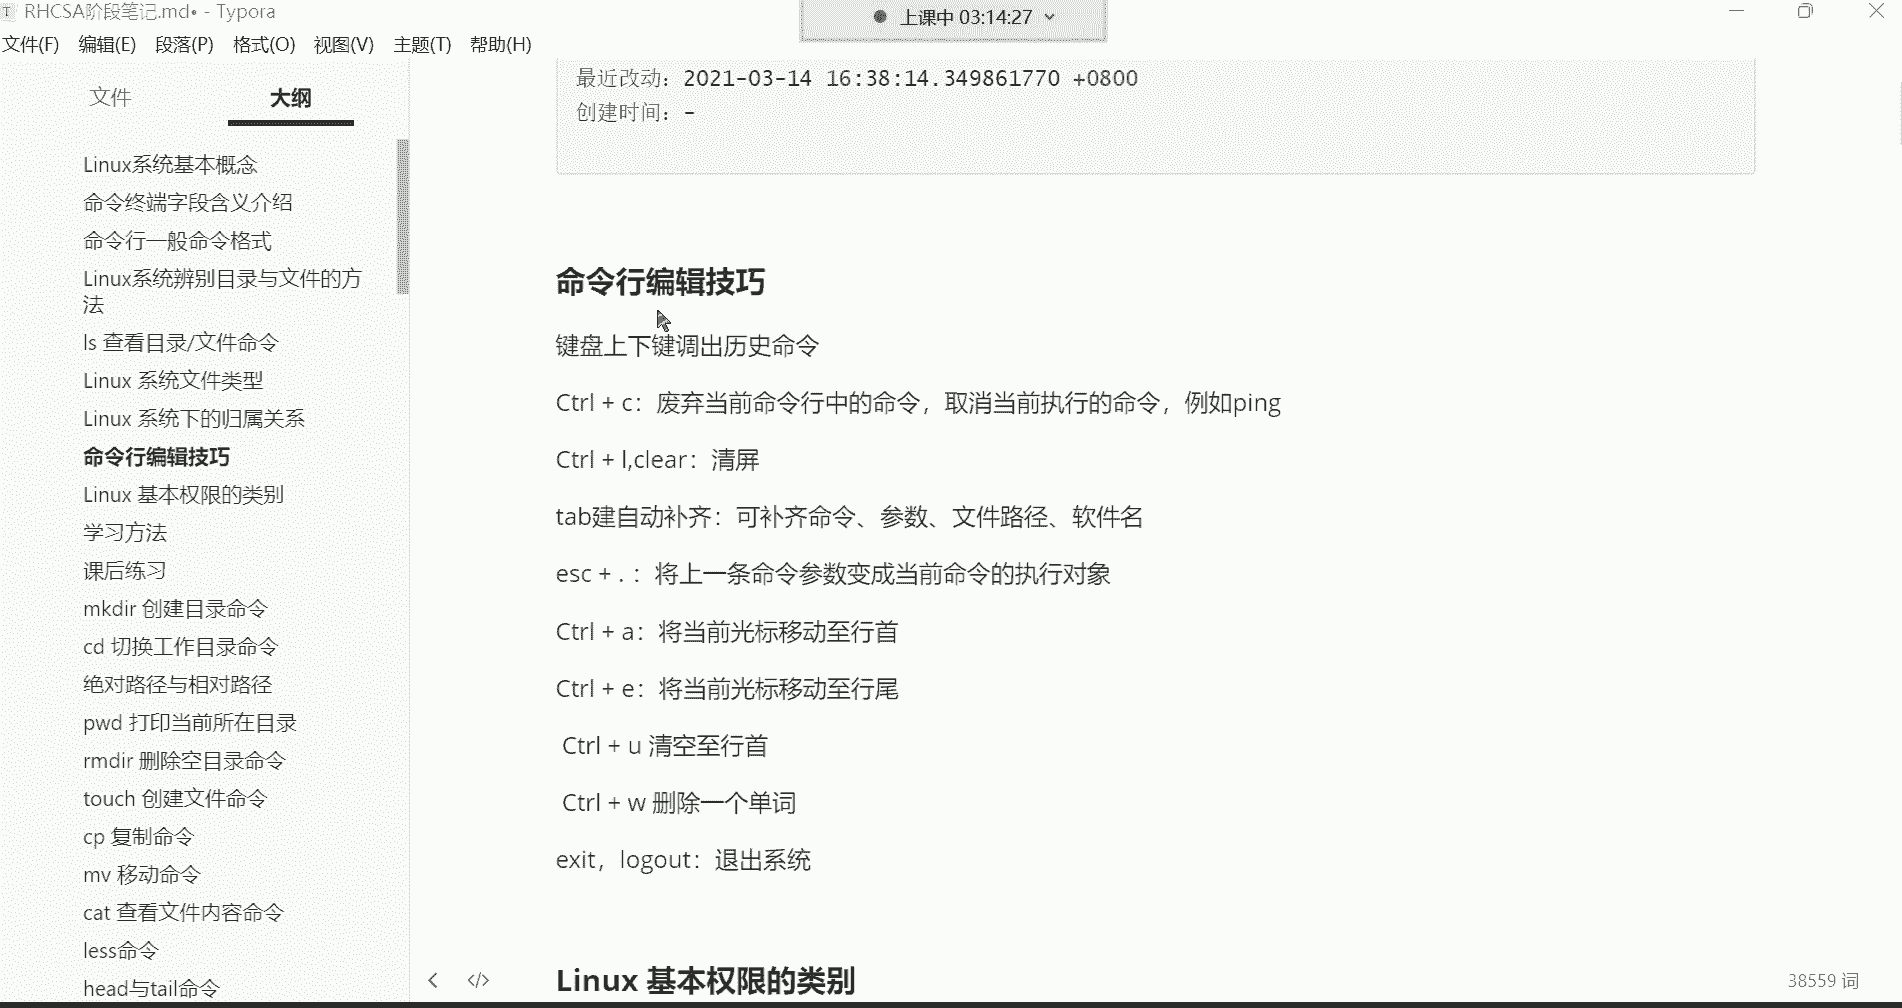 RHCSA阶段笔记.md• - Typora
上课中 03:14:27
文件(F) 编辑(E) 段落(P) 格式(O) 视图(V) 主题(T) 帮助(H)
文件 大纲
Linux系统基本概念
命令终端字段含义介绍
命令行一般命令格式
Linux系统辨别目录与文件的方
法
ls 查看目录/文件命令
Linux 系统文件类型
Linux 系统下的归属关系
命令行编辑技巧
Linux 基本权限的类别
学习方法
课后练习
mkdir 创建目录命令
cd 切换工作目录命令
绝对路径与相对路径
pwd 打印当前所在目录
rmdir 删除空目录命令
touch 创建文件命令
cp 复制命令
mv 移动命令
cat 查看文件内容命令
less命令
head与tail命令
最近改动：2021-03-14 16:38:14.349861770 +0800
创建时间：-
命令行编辑技巧
键盘上下键调出历史命令
Ctrl + c：废弃当前命令行中的命令，取消当前执行的命令，例如ping
Ctrl + l,clear：清屏
tab建自动补齐：可补齐命令、参数、文件路径、软件名
esc + . ：将上一条命令参数变成当前命令的执行对象
Ctrl + a：将当前光标移动至行首
Ctrl + e：将当前光标移动至行尾
Ctrl + u 清空至行首
Ctrl + w 删除一个单词
exit，logout：退出系统
Linux 基本权限的类别
38559 词